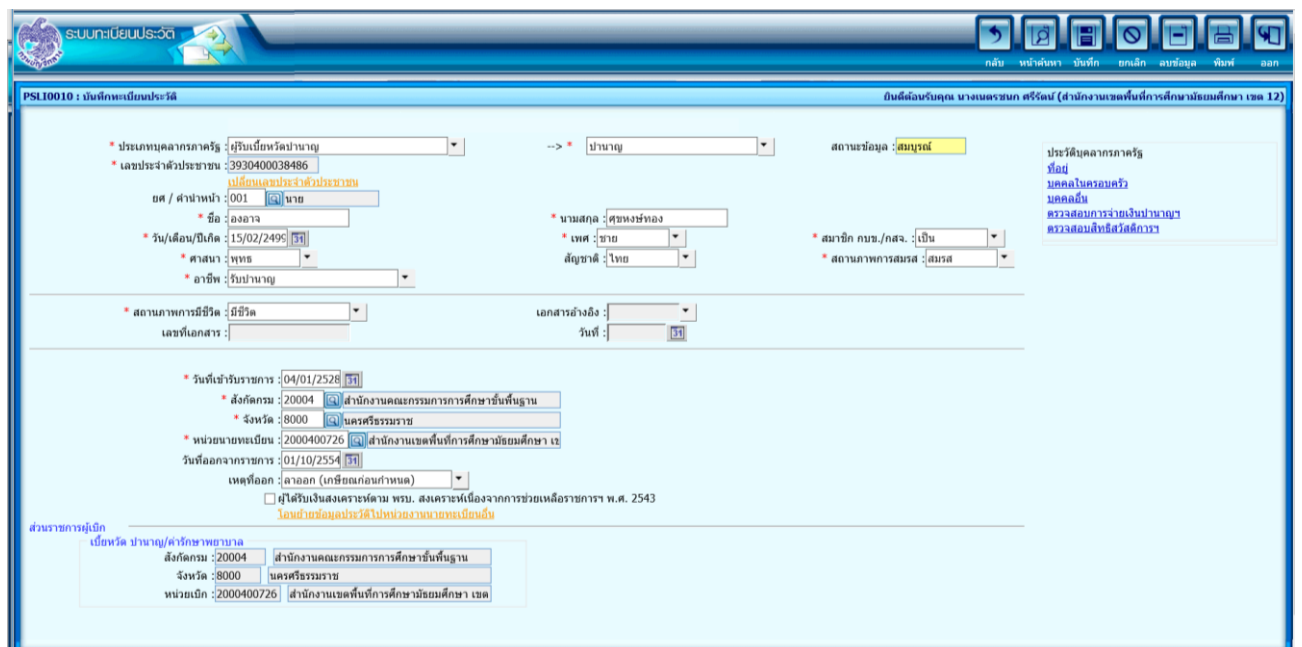 ระบบทะเบียนประวัติ
กลับ หน้าค้นหา บันทึก ยกเลิก ลบข้อมูล พิมพ์ ออก
PSLI0010 : บันทึกทะเบียนประวัติ ยินดีต้อนรับคุณ นางเนตรชนก ศรีรัตน์ (สำนักงานเขตพื้นที่การศึกษามัธยมศึกษา เขต 12)
* ประเภทบุคลากรภาครัฐ : ผู้รับเบี้ยหวัดบำนาญ --> * บำนาญ สถานะข้อมูล : สมบูรณ์
* เลขประจำตัวประชาชน : 3930400038486
เปลี่ยนเลขประจำตัวประชาชน
ยศ / คำนำหน้า : 001 นาย
* ชื่อ : องอาจ * นามสกุล : ศุขหงษ์ทอง
* วัน/เดือน/ปีเกิด : 15/02/2499 * เพศ : ชาย * สมาชิก กบข./กสจ. : เป็น
* ศาสนา : พุทธ สัญชาติ : ไทย * สถานภาพการสมรส : สมรส
* อาชีพ : รับบำนาญ
ประวัติบุคลากรภาครัฐ
ที่อยู่
บุคคลในครอบครัว
บุคคลอื่น
ตรวจสอบการจ่ายเงินบำนาญฯ
ตรวจสอบสิทธิสวัสดิการฯ
* สถานภาพการมีชีวิต : มีชีวิต เอกสารอ้างอิง :
เลขที่เอกสาร : วันที่ :
* วันที่เข้ารับราชการ : 04/01/2528
* สังกัดกรม : 20004 สำนักงานคณะกรรมการการศึกษาขั้นพื้นฐาน
* จังหวัด : 8000 นครศรีธรรมราช
* หน่วยนายทะเบียน : 2000400726 สำนักงานเขตพื้นที่การศึกษามัธยมศึกษา เข
วันที่ออกจากราชการ : 01/10/2554
เหตุที่ออก : ลาออก (เกษียณก่อนกำหนด)
ผู้ได้รับเงินสงเคราะห์ตาม พรบ. สงเคราะห์เนื่องจากการช่วยเหลือราชการฯ พ.ศ. 2543
โอนย้ายข้อมูลประวัติไปหน่วยงานนายทะเบียนอื่น
ส่วนราชการผู้เบิก
เบี้ยหวัด บำนาญ/ค่ารักษาพยาบาล
สังกัดกรม : 20004 สำนักงานคณะกรรมการการศึกษาขั้นพื้นฐาน
จังหวัด : 8000 นครศรีธรรมราช
หน่วยเบิก : 2000400726 สำนักงานเขตพื้นที่การศึกษามัธยมศึกษา เขต